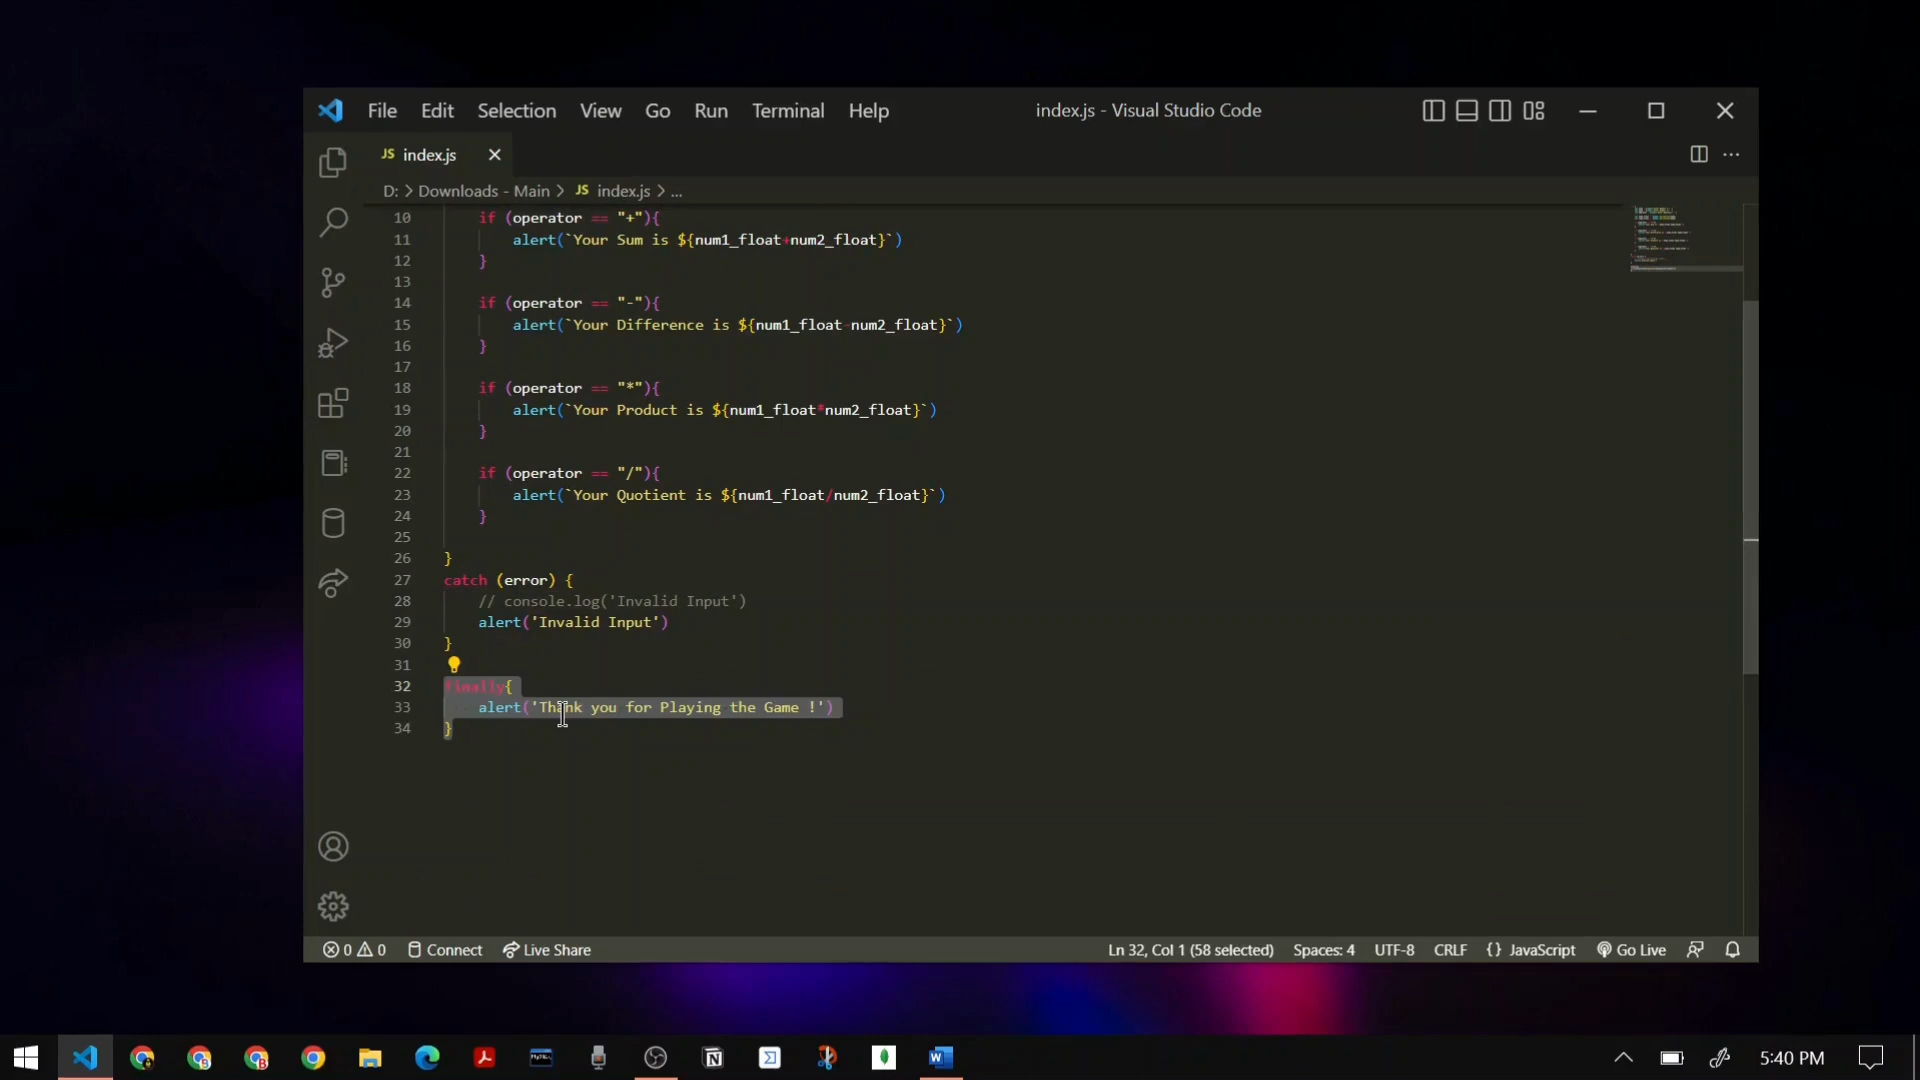 File Edit Selection View Go Run Terminal Help index.js - Visual Studio Code
JS index.js
D: > Downloads - Main > JS index.js > ...
10 if (operator == "+"){
11 alert(`Your Sum is ${num1_float+num2_float}`)
12 }
13
14 if (operator == "-"){
15 alert(`Your Difference is ${num1_float-num2_float}`)
16 }
17
18 if (operator == "*"){
19 alert(`Your Product is ${num1_float*num2_float}`)
20 }
21
22 if (operator == "/"){
23 alert(`Your Quotient is ${num1_float/num2_float}`)
24 }
25
26 }
27 catch (error) {
28 // console.log('Invalid Input')
29 alert('Invalid Input')
30 }
31
32 finally{
33 alert('Thank you for Playing the Game !')
34 }
0 0 Connect Live Share Ln 32, Col 1 (58 selected) Spaces: 4 UTF-8 CRLF {} JavaScript Go Live
5:40 PM